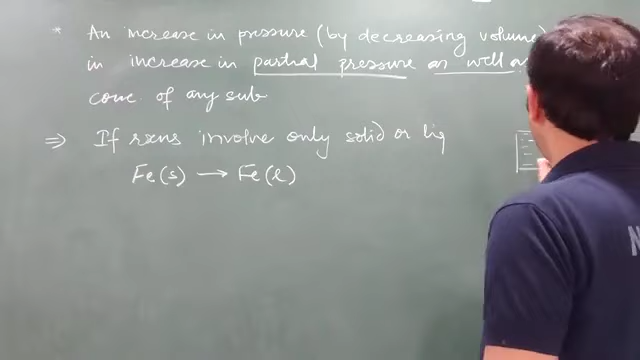 * An increase in pressure (by decreasing volume)
in increase in partial pressure as well as
conc. of any sub
⇒ If rxns involve only solid or liq
Fe(s) → Fe(l)
N